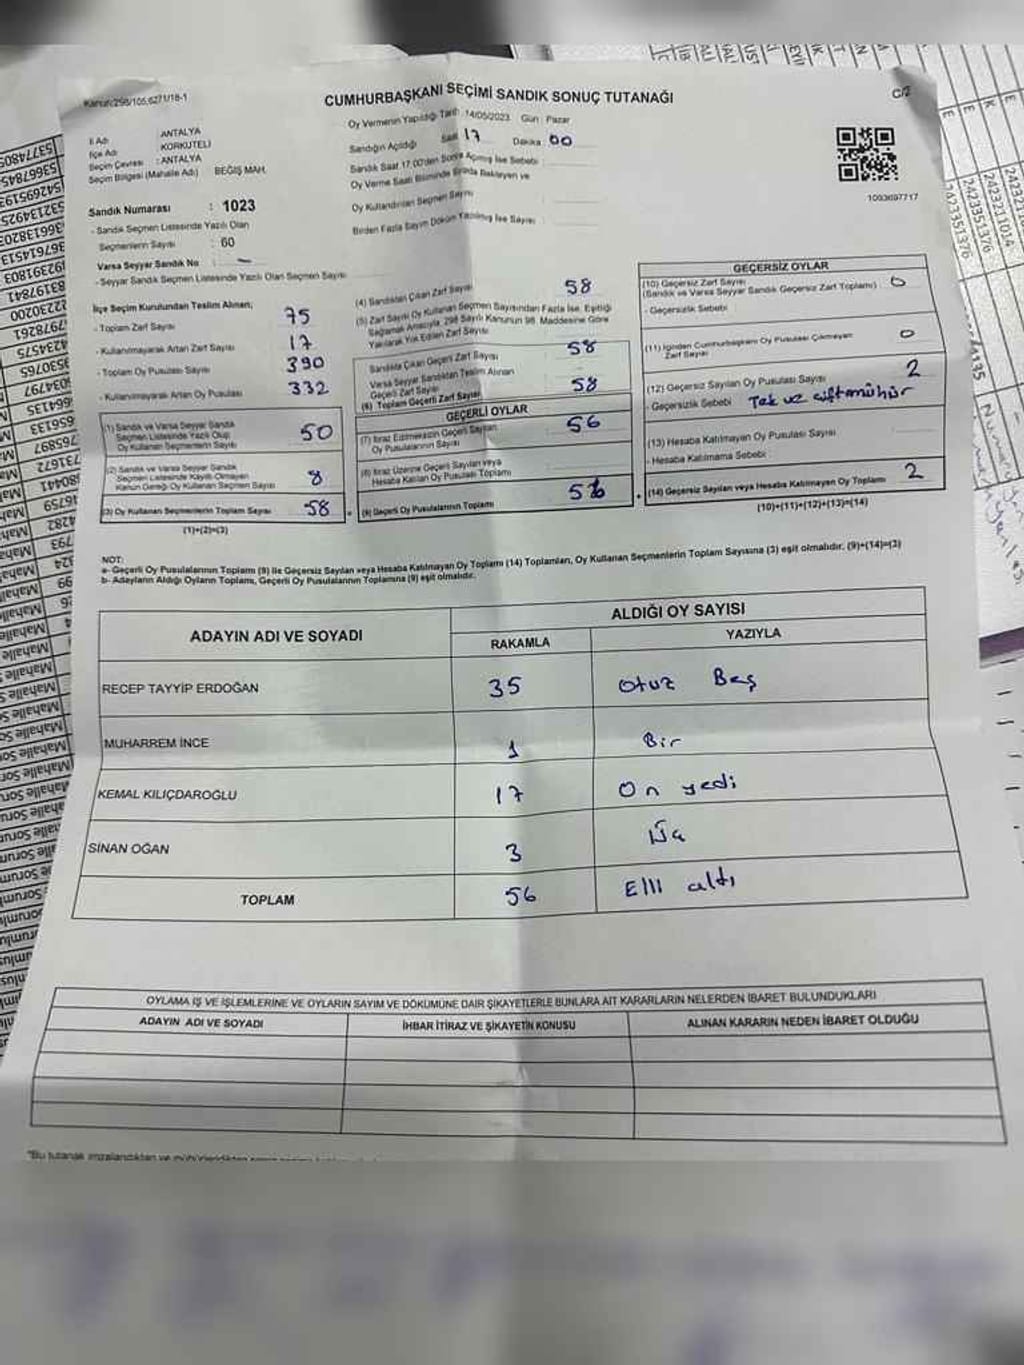 Kanun:298/105,6271/18-1
CUMHURBAŞKANI SEÇİMİ SANDIK SONUÇ TUTANAĞI
C/2
İl Adı : ANTALYA
İlçe Adı : KORKUTELİ
Seçim Çevresi : ANTALYA
Seçim Bölgesi (Mahalle Adı) BEĞİŞ MAH.
Sandık Numarası : 1023
- Sandık Seçmen Listesinde Yazılı Olan
Seçmenlerin Sayısı : 60
Varsa Seyyar Sandık No : -
- Seyyar Sandık Seçmen Listesinde Yazılı Olan Seçmen Sayısı
Oy Vermenin Yapıldığı Tarih 14/05/2023 Gün : Pazar
Sandığın Açıldığı Saat 17 Dakika 00
Sandık Saat 17:00'den Sonra Açılmış İse Sebebi
Oy Verme Saati Bitiminde Sırada Bekleyen ve
Oy Kullandırılan Seçmen Sayısı
Birden Fazla Sayım Döküm Yapılmış İse Sayısı
1093697717
İlçe Seçim Kurulundan Teslim Alınan;
- Toplam Zarf Sayısı 75
- Kullanılmayarak Artan Zarf Sayısı 17
- Toplam Oy Pusulası Sayısı 390
- Kullanılmayarak Artan Oy Pusulası 332
(1) Sandık ve Varsa Seyyar Sandık
Seçmen Listesinde Yazılı Olup
Oy Kullanan Seçmenlerin Sayısı 50
(2) Sandık ve Varsa Seyyar Sandık
Seçmen Listesinde Kayıtlı Olmayan
Kanun Gereği Oy Kullanan Seçmen Sayısı 8
(3) Oy Kullanan Seçmenlerin Toplam Sayısı 58
(1)+(2)=(3)
(4) Sandıktan Çıkan Zarf Sayısı 58
(5) Zarf Sayısı Oy Kullanan Seçmen Sayısından Fazla İse, Eşitliği
Sağlamak Amacıyla, 298 Sayılı Kanunun 98. Maddesine Göre
Yakılarak Yok Edilen Zarf Sayısı
Sandıkta Çıkan Geçerli Zarf Sayısı 58
Varsa Seyyar Sandıktan Teslim Alınan
Geçerli Zarf Sayısı
(6) Toplam Geçerli Zarf Sayısı 58
GEÇERLİ OYLAR
(7) İtiraz Edilmeksizin Geçerli Sayılan
Oy Pusulalarının Sayısı 56
(8) İtiraz Üzerine Geçerli Sayılan veya
Hesaba Katılan Oy Pusulası Toplamı
(9) Geçerli Oy Pusulalarının Toplamı 56
GEÇERSİZ OYLAR
(10) Geçersiz Zarf Sayısı
(Sandık ve Varsa Seyyar Sandık Geçersiz Zarf Toplamı) 0
- Geçersizlik Sebebi
(11) İçinden Cumhurbaşkanı Oy Pusulası Çıkmayan
Zarf Sayısı 0
(12) Geçersiz Sayılan Oy Pusulası Sayısı 2
- Geçersizlik Sebebi Tek ve çift mühür
(13) Hesaba Katılmayan Oy Pusulası Sayısı
- Hesaba Katılmama Sebebi
(14) Geçersiz Sayılan veya Hesaba Katılmayan Oy Toplamı 2
(10)+(11)+(12)+(13)=(14)
NOT:
a- Geçerli Oy Pusulalarının Toplamı (9) ile Geçersiz Sayılan veya Hesaba Katılmayan Oy Toplamı (14) Toplamları, Oy Kullanan Seçmenlerin Toplam Sayısına (3) eşit olmalıdır. (9)+(14)=(3)
b- Adayların Aldığı Oyların Toplamı, Geçerli Oy Pusulalarının Toplamına (9) eşit olmalıdır.
ADAYIN ADI VE SOYADI
ALDIĞI OY SAYISI
RAKAMLA YAZIYLA
RECEP TAYYİP ERDOĞAN 35 Otuz Beş
MUHARREM İNCE 1 Bir
KEMAL KILIÇDAROĞLU 17 On yedi
SİNAN OĞAN 3 Üç
TOPLAM 56 Elli altı
OYLAMA İŞ VE İŞLEMLERİNE VE OYLARIN SAYIM VE DÖKÜMÜNE DAİR ŞİKAYETLERLE BUNLARA AİT KARARLARIN NELERDEN İBARET BULUNDUKLARI
ADAYIN ADI VE SOYADI İHBAR İTİRAZ VE ŞİKAYETİN KONUSU ALINAN KARARIN NEDEN İBARET OLDUĞU